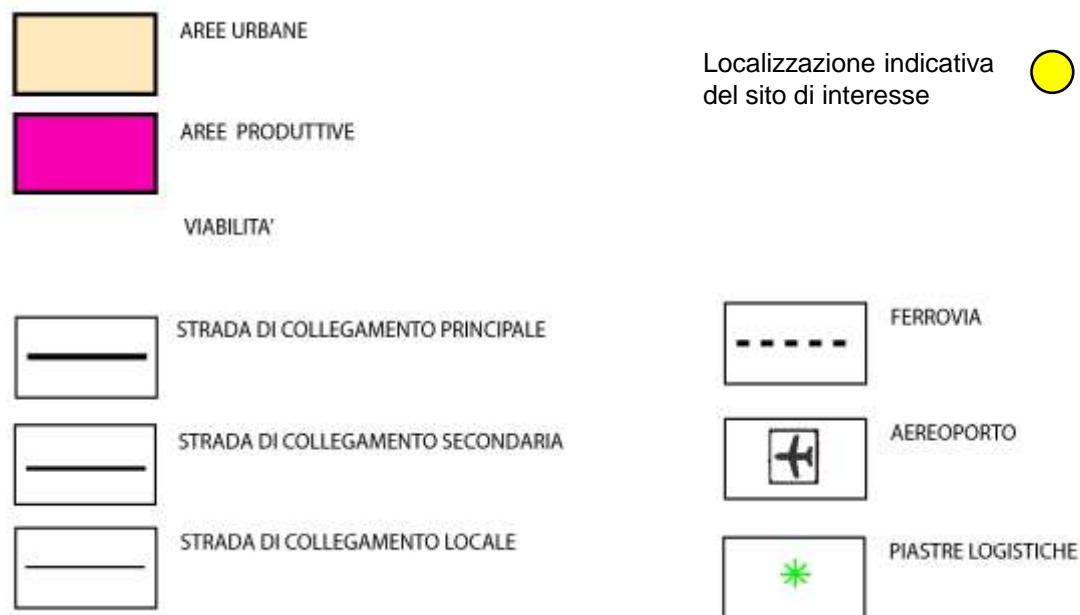 AREE URBANE
Localizzazione indicativa
del sito di interesse
AREE PRODUTTIVE
VIABILITA'
STRADA DI COLLEGAMENTO PRINCIPALE
FERROVIA
STRADA DI COLLEGAMENTO SECONDARIA
AEREOPORTO
STRADA DI COLLEGAMENTO LOCALE
PIASTRE LOGISTICHE